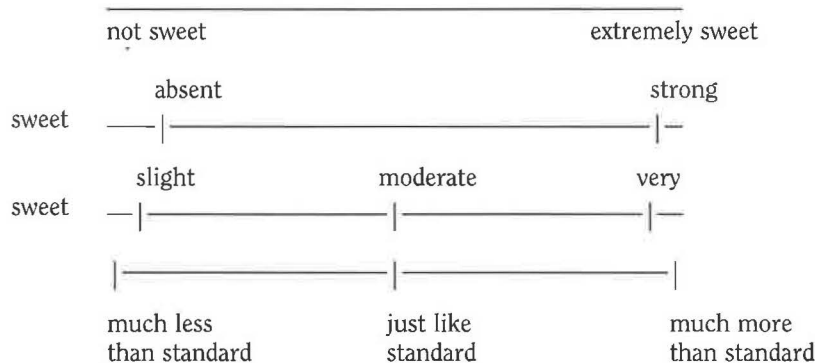 not sweet extremely sweet
absent strong
sweet
slight moderate very
sweet
much less just like much more
than standard standard than standard